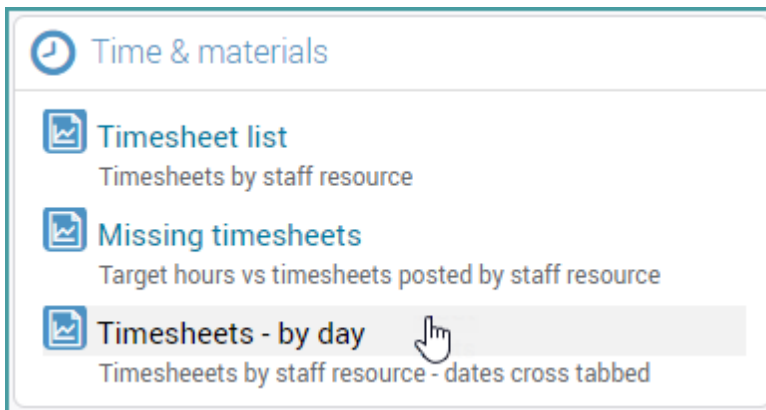 Time & materials
Timesheet list
Timesheets by staff resource
Missing timesheets
Target hours vs timesheets posted by staff resource
Timesheets - by day
Timesheeets by staff resource - dates cross tabbed